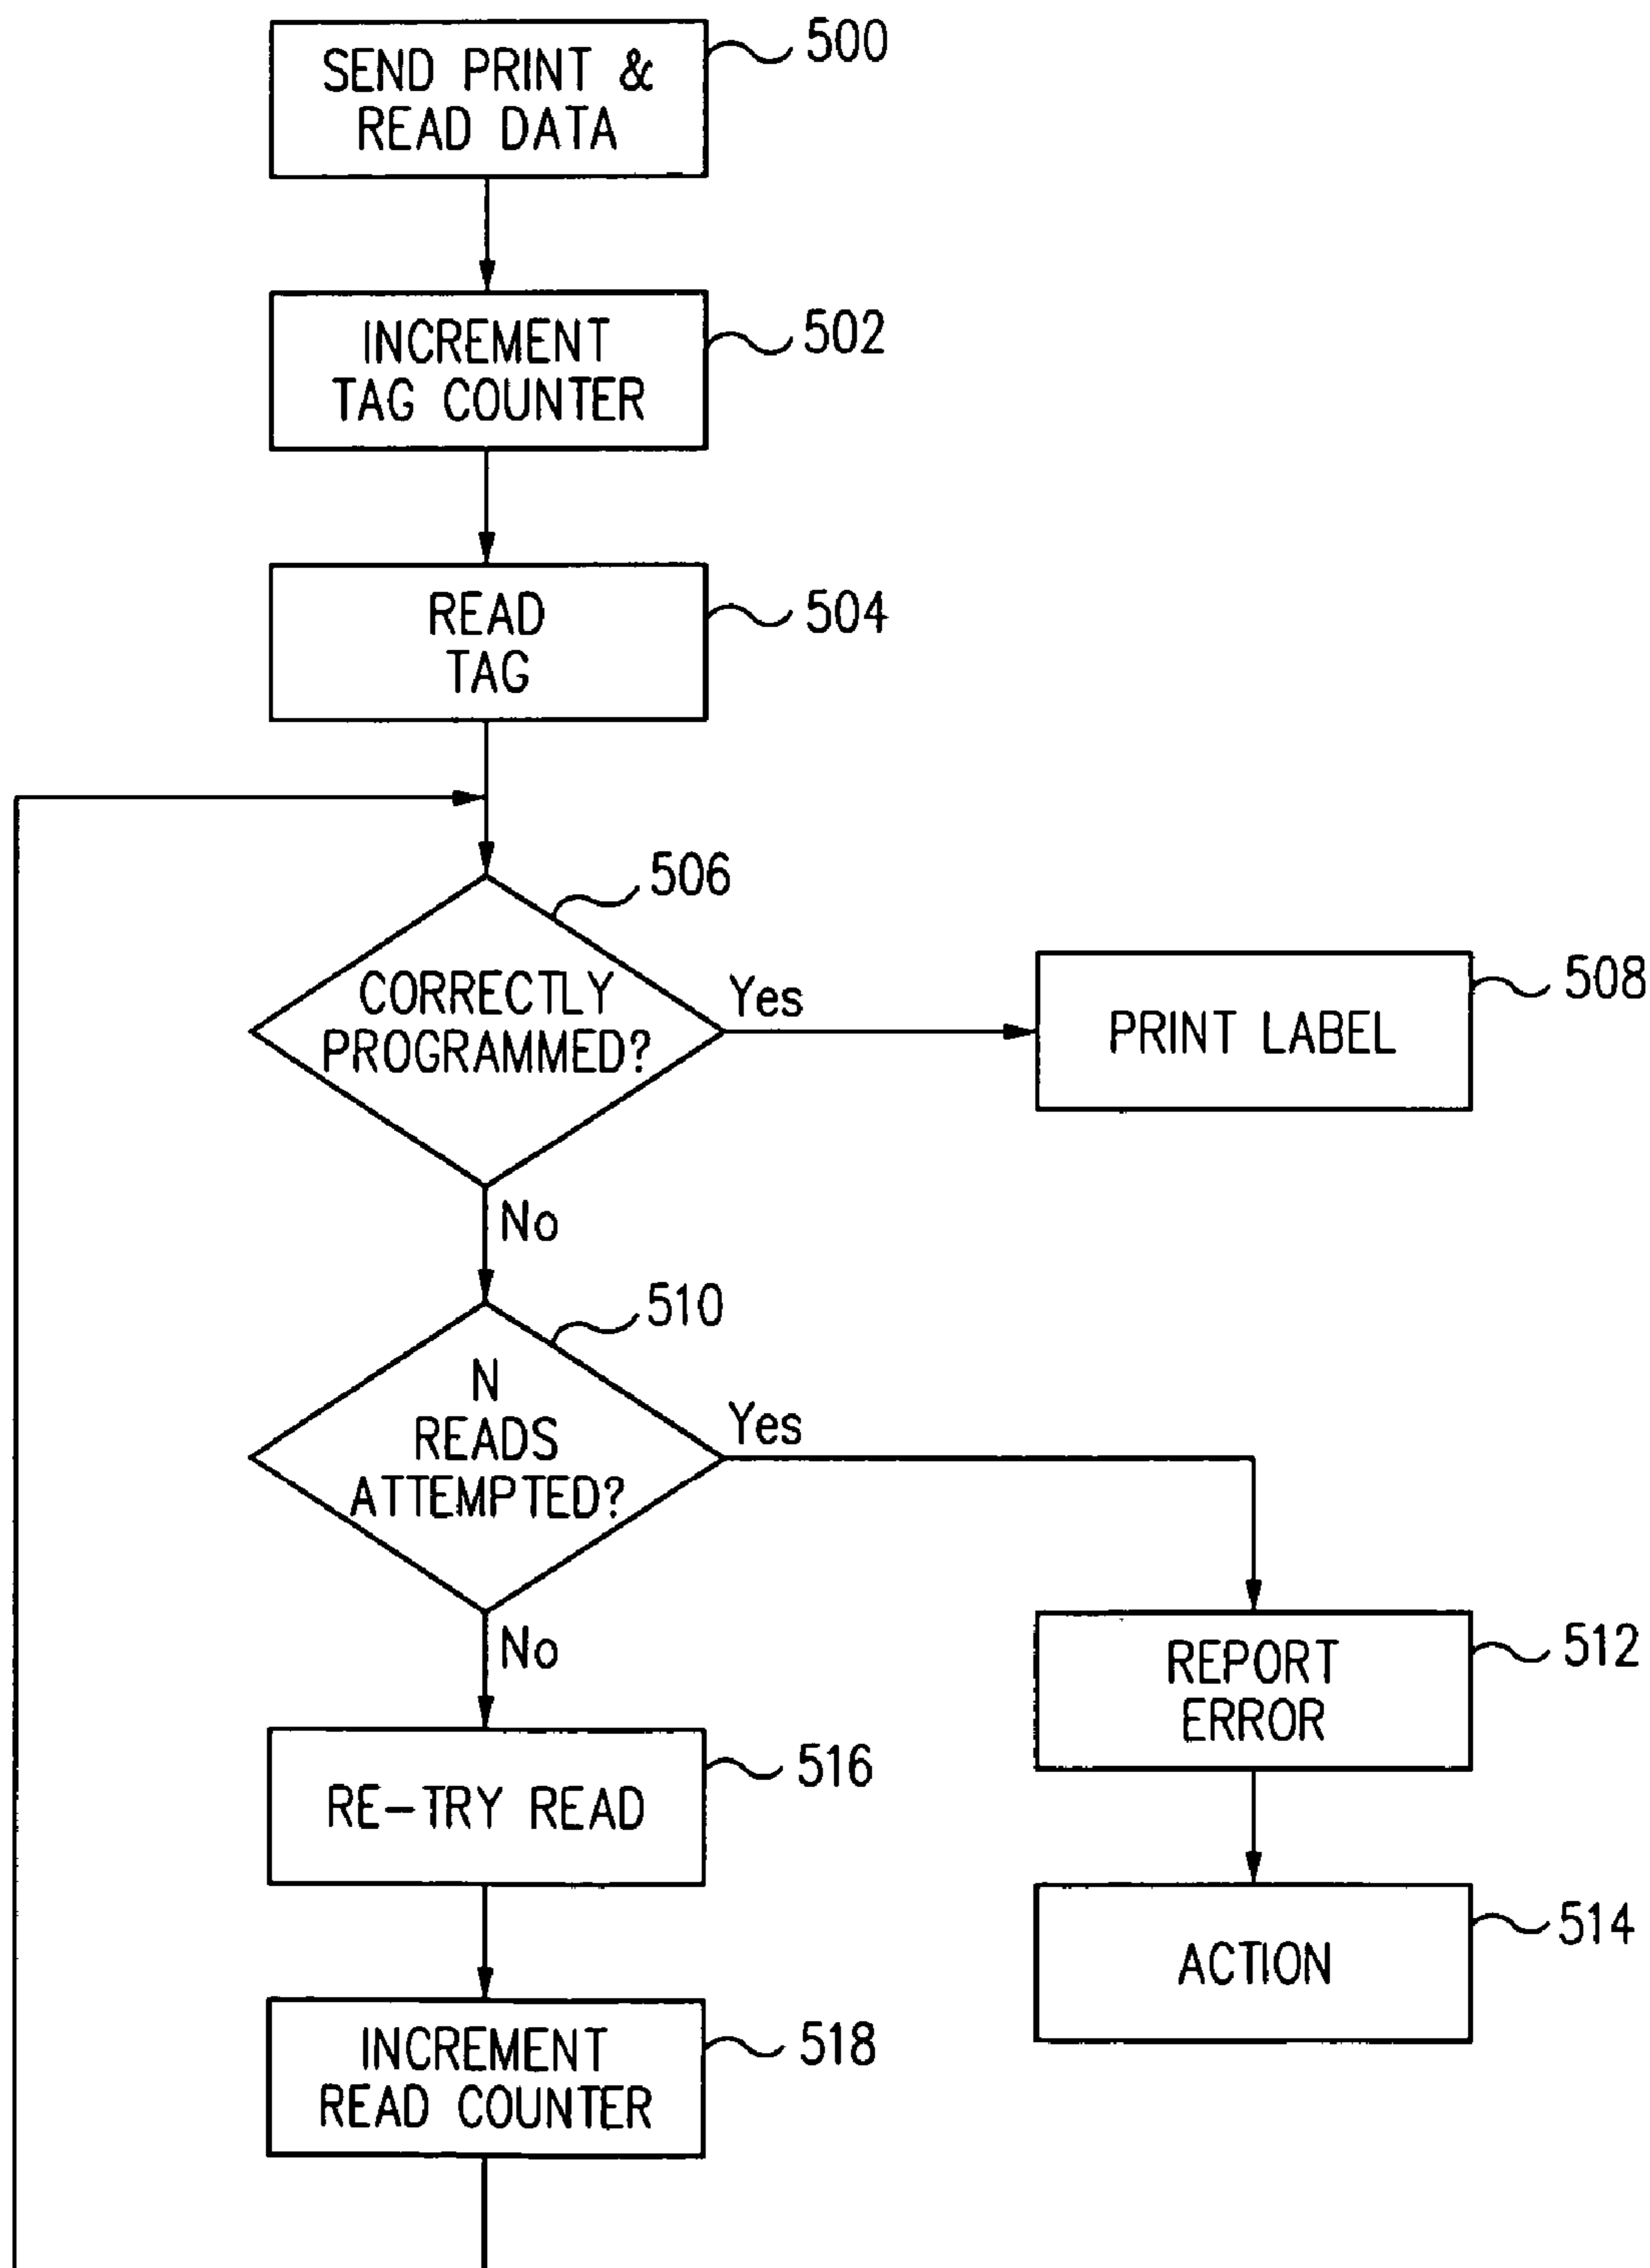 SEND PRINT &
READ DATA
500
INCREMENT
TAG COUNTER
502
READ
TAG
504
506
CORRECTLY
PROGRAMMED?
Yes
PRINT LABEL
508
No
510
N
READS
ATTEMPTED?
Yes
No
REPORT
ERROR
512
RE-TRY READ
516
ACTION
514
INCREMENT
READ COUNTER
518